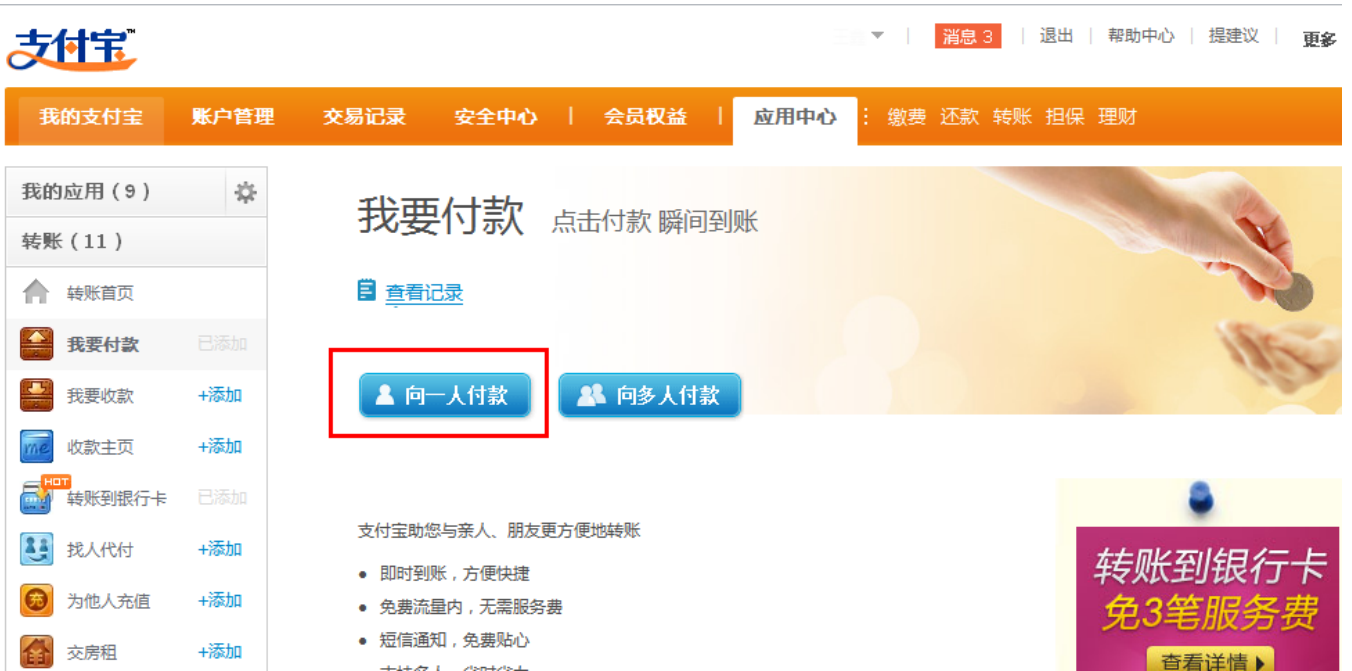 支付宝™
消息 3 | 退出 | 帮助中心 | 提建议 | 更多
我的支付宝 账户管理 交易记录 安全中心 | 会员权益 | 应用中心 : 缴费 还款 转账 担保 理财
我的应用(9)
转账(11)
转账首页
我要付款 已添加
我要收款 +添加
me 收款主页 +添加
HOT
转账到银行卡 已添加
找人代付 +添加
充 为他人充值 +添加
交房租 +添加
我要付款 点击付款 瞬间到账
查看记录
向一人付款 向多人付款
支付宝助您与亲人、朋友更方便地转账
● 即时到账，方便快捷
● 免费流量内，无需服务费
● 短信通知，免费贴心
转账到银行卡
免3笔服务费
查看详情